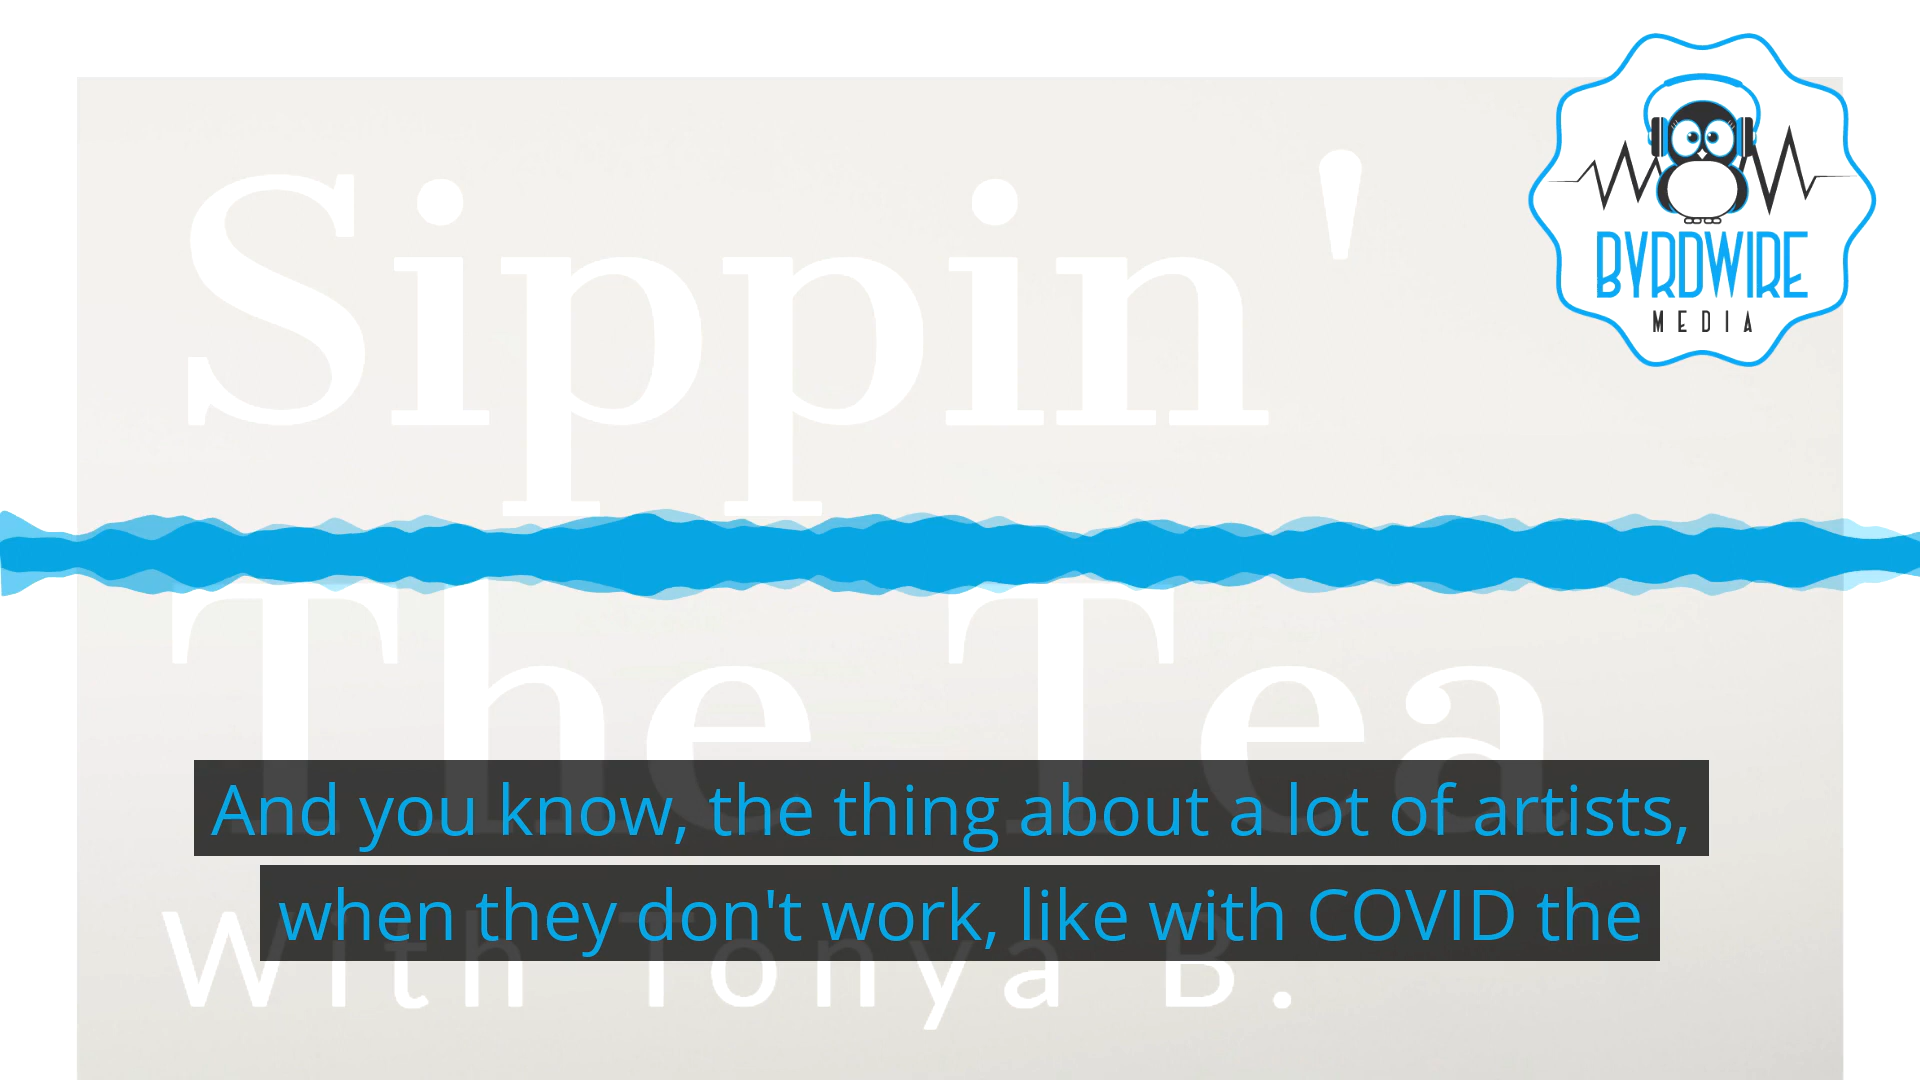 Sippin'
BYRDWIRE
MEDIA
The Tea
And you know, the thing about a lot of artists,
when they don't work, like with COVID the
With Tonya B.